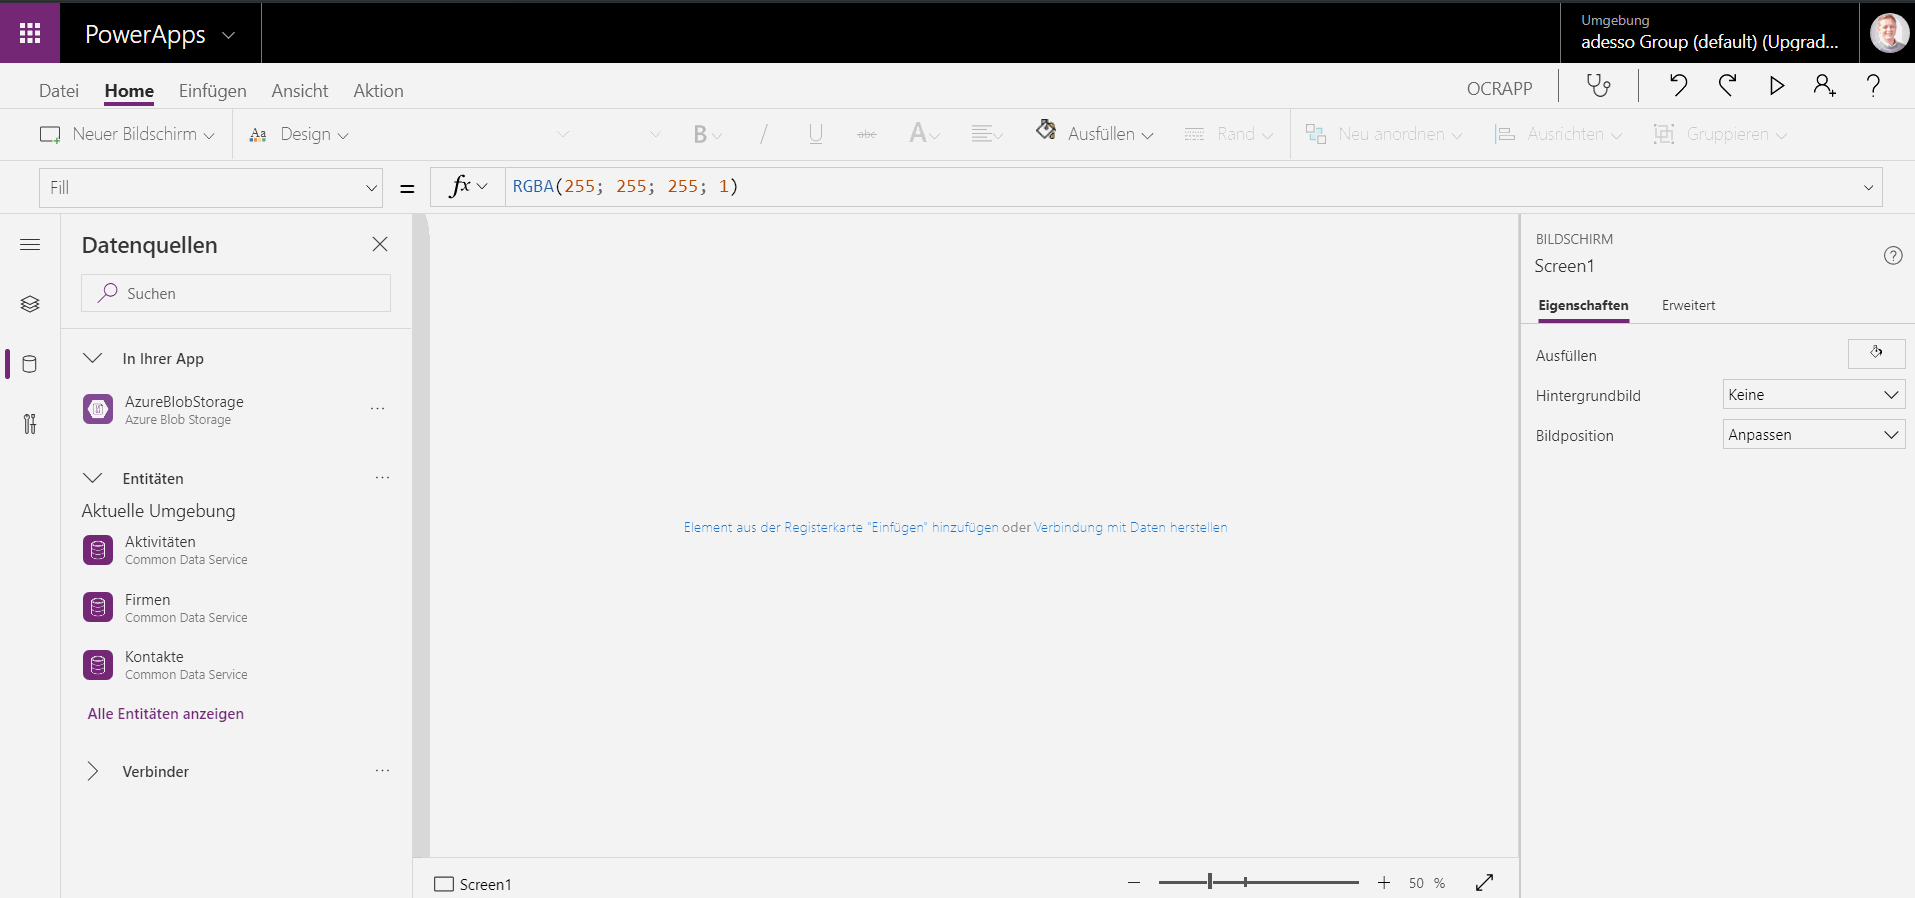 PowerApps
Umgebung
adesso Group (default) (Upgrad...
Datei Home Einfügen Ansicht Aktion OCRAPP
Neuer Bildschirm Aa Design B / U abc A Ausfüllen Rand Neu anordnen Ausrichten Gruppieren
Fill = fx RGBA(255; 255; 255; 1)
Datenquellen
Suchen
In Ihrer App
AzureBlobStorage
Azure Blob Storage
Entitäten
Aktuelle Umgebung
Aktivitäten
Common Data Service
Firmen
Common Data Service
Kontakte
Common Data Service
Alle Entitäten anzeigen
Verbinder
Element aus der Registerkarte "Einfügen" hinzufügen oder Verbindung mit Daten herstellen
Screen1
50 %
BILDSCHIRM
Screen1
Eigenschaften Erweitert
Ausfüllen
Hintergrundbild Keine
Bildposition Anpassen